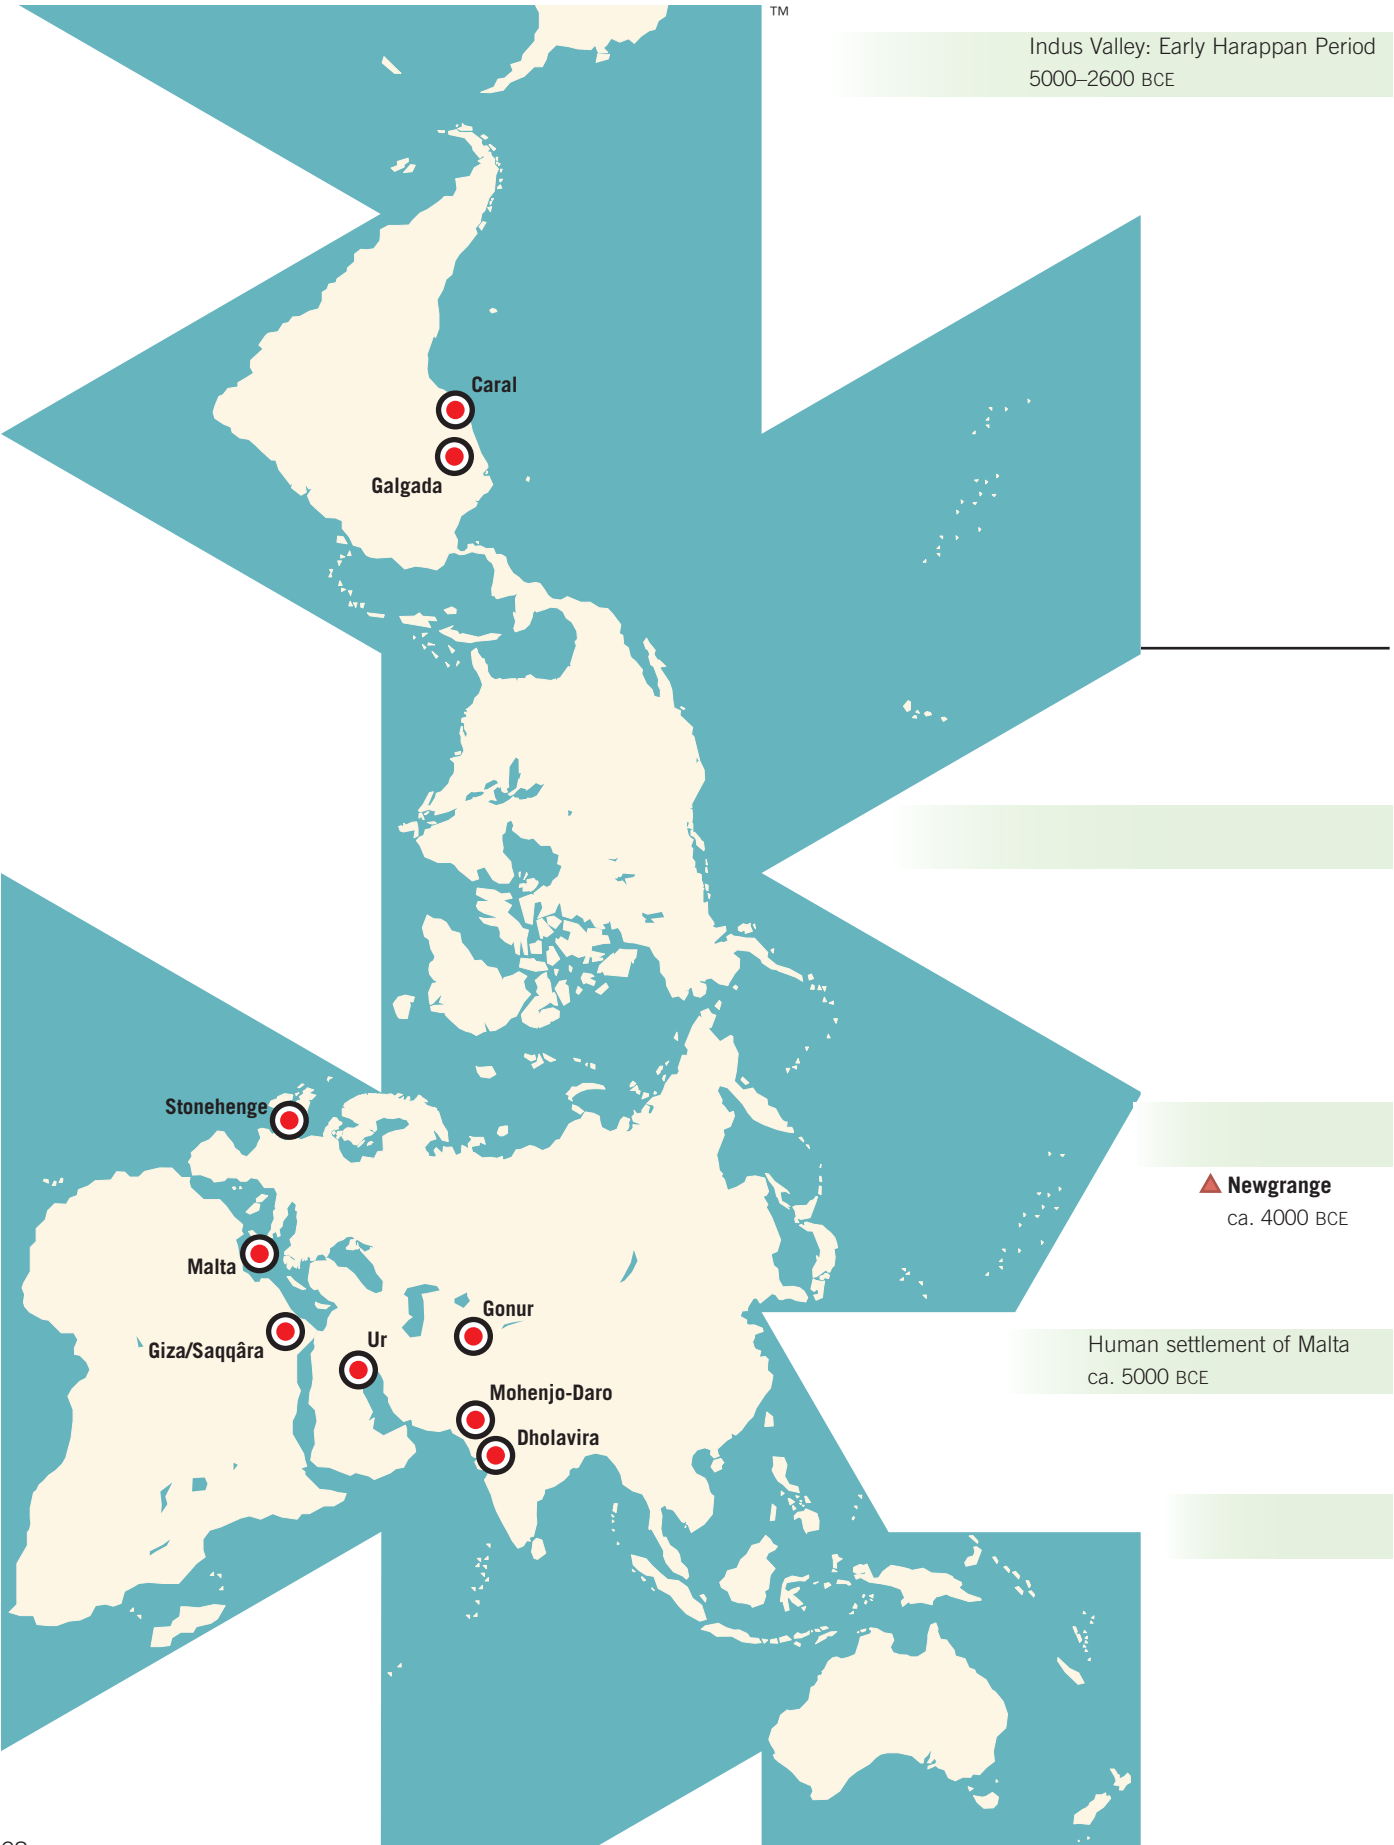 ™
Indus Valley: Early Harappan Period
5000–2600 BCE
Caral
Galgada
Stonehenge
Newgrange
ca. 4000 BCE
Malta
Gonur
Giza/Saqqâra
Ur
Human settlement of Malta
ca. 5000 BCE
Mohenjo-Daro
Dholavira